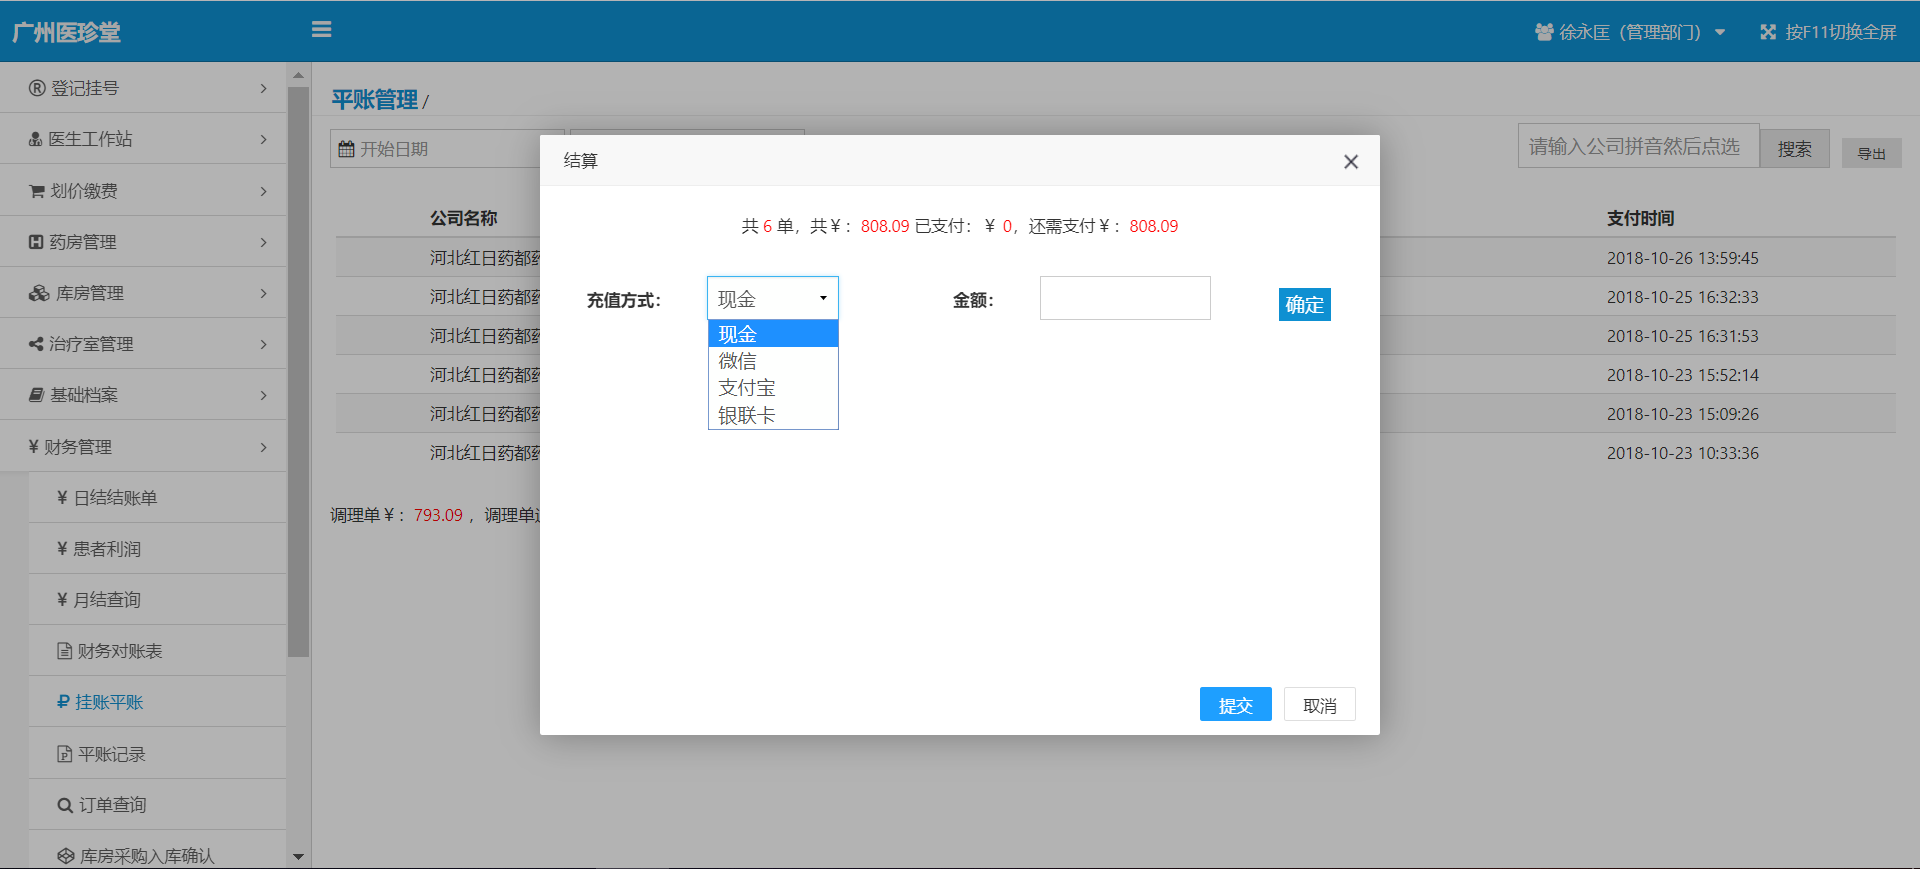 广州医珍堂
徐永匡（管理部门）
按F11切换全屏
登记挂号
医生工作站
划价缴费
药房管理
库房管理
治疗室管理
基础档案
¥ 财务管理
¥ 日结结账单
¥ 患者利润
¥ 月结查询
财务对账表
挂账平账
平账记录
订单查询
库房采购入库确认
平账管理 /
开始日期
请输入公司拼音然后点选
搜索
导出
公司名称
支付时间
河北红日药都
2018-10-26 13:59:45
河北红日药都
2018-10-25 16:32:33
河北红日药都
2018-10-25 16:31:53
河北红日药都
2018-10-23 15:52:14
河北红日药都
2018-10-23 15:09:26
河北红日药都
2018-10-23 10:33:36
调理单¥：793.09 ，调理单
结算
共 6 单，共¥：808.09 已支付：¥ 0，还需支付¥：808.09
充值方式：
现金
金额：
确定
现金
微信
支付宝
银联卡
提交
取消